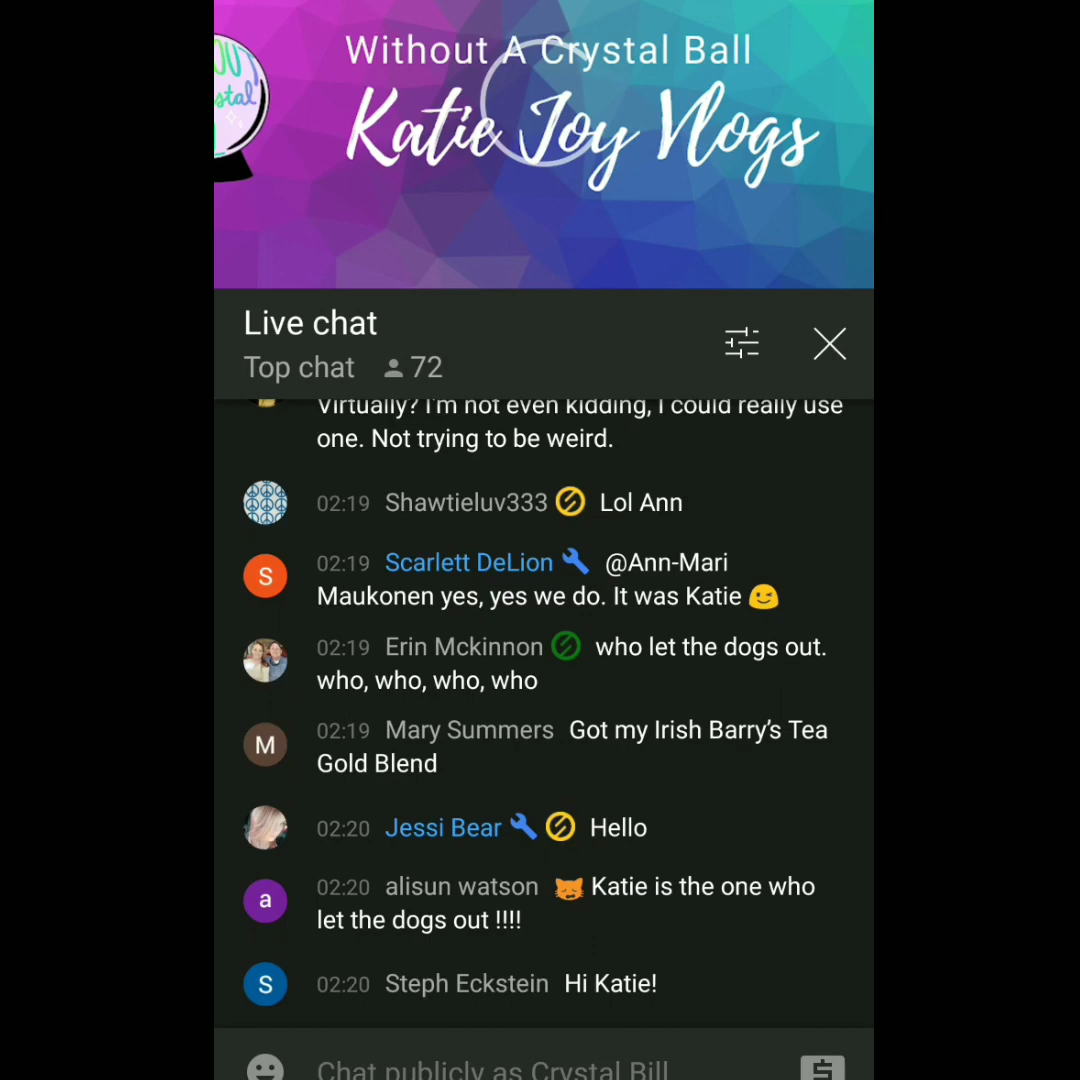 OUT
stal
Without A Crystal Ball
Katie Joy Vlogs
Live chat
Top chat 72
Virtually? I'm not even kidding, I could really use
one. Not trying to be weird.
02:19 Shawtieluv333 Lol Ann
S 02:19 Scarlett DeLion @Ann-Mari
Maukonen yes, yes we do. It was Katie 😉
02:19 Erin Mckinnon who let the dogs out.
who, who, who, who
M 02:19 Mary Summers Got my Irish Barry's Tea
Gold Blend
02:20 Jessi Bear Hello
a 02:20 alisun watson Katie is the one who
let the dogs out !!!!
S 02:20 Steph Eckstein Hi Katie!
Chat publicly as Crystal Bill
$